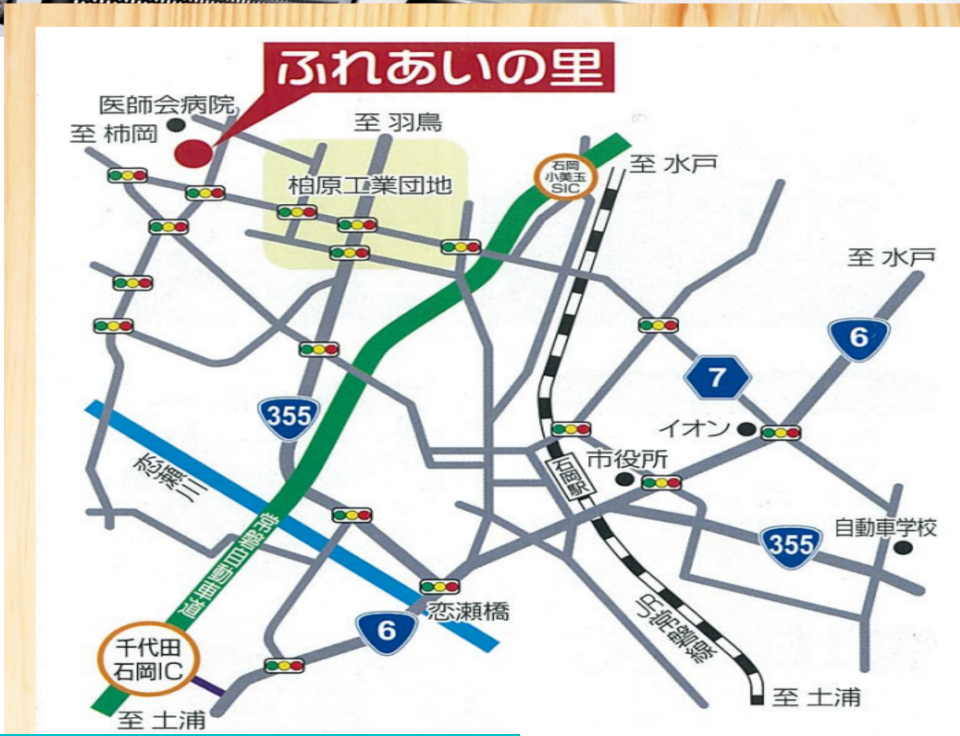 ふれあいの里
医師会病院
至 柿岡
至 羽鳥
柏原工業団地
石岡
小美玉
SIC
至 水戸
至 水戸
6
7
355
イオン
市役所
石岡駅
恋瀬川
常磐自動車道
355
自動車学校
恋瀬橋
6
JR常磐線
千代田
石岡IC
至 土浦
至 土浦